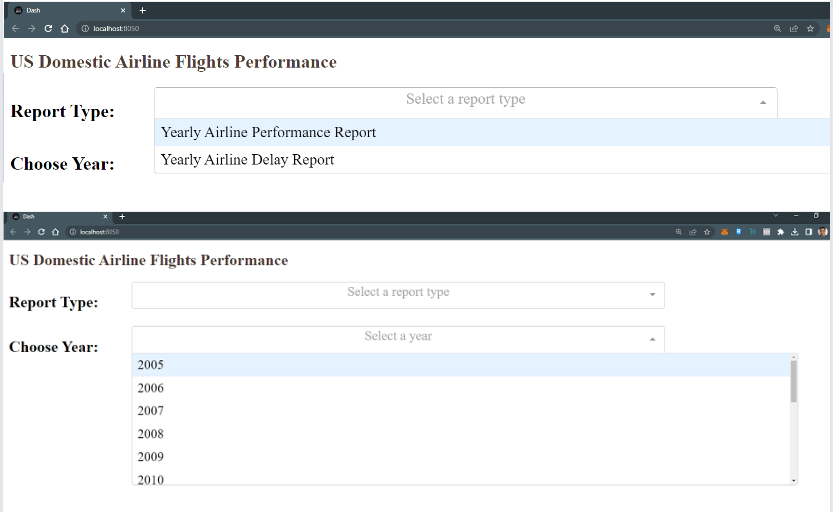 Dash
localhost:8050
US Domestic Airline Flights Performance
Report Type:
Select a report type
Yearly Airline Performance Report
Yearly Airline Delay Report
Choose Year:
Dash
localhost:8050
US Domestic Airline Flights Performance
Report Type:
Select a report type
Choose Year:
Select a year
2005
2006
2007
2008
2009
2010